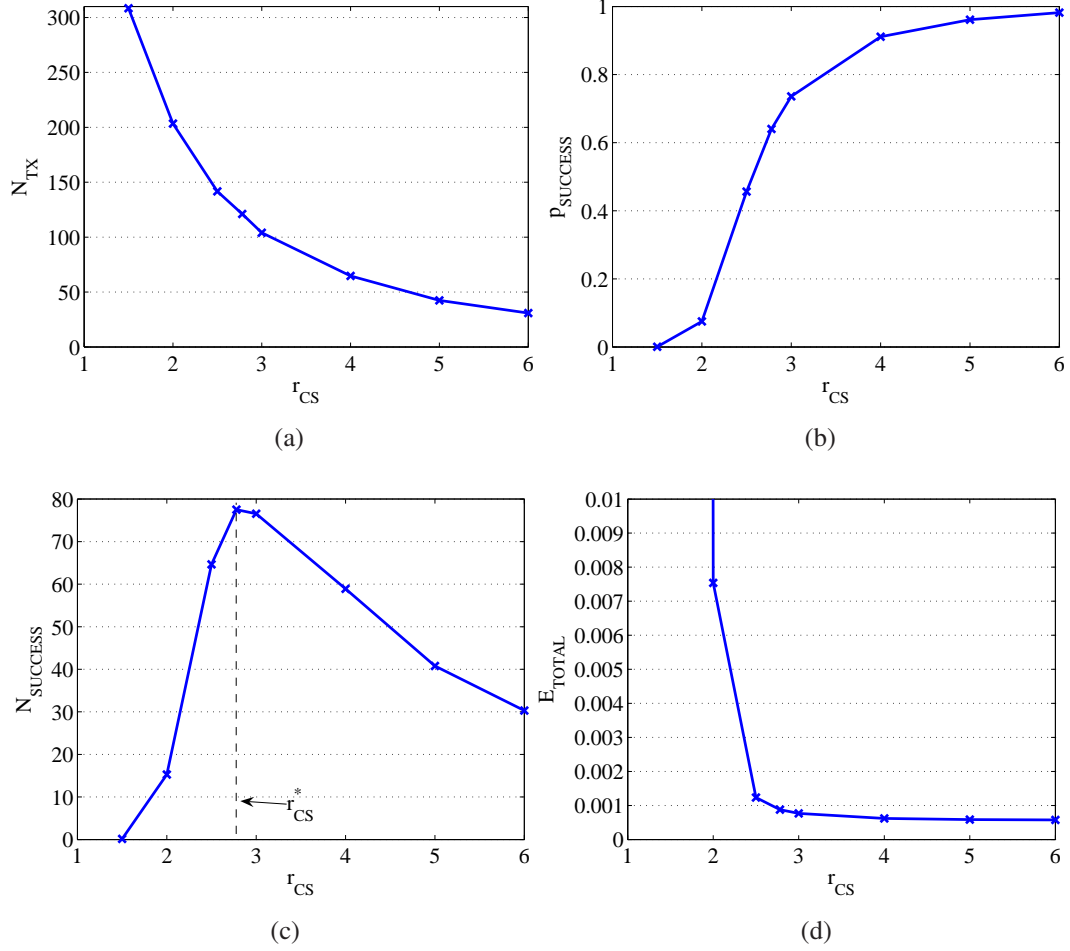 300
250
200
150
100
50
0
N_TX
1 2 3 4 5 6
r_CS
(a)
1
0.8
0.6
0.4
0.2
0
p_SUCCESS
1 2 3 4 5 6
r_CS
(b)
80
70
60
50
40
30
20
10
0
N_SUCCESS
r*_CS
1 2 3 4 5 6
r_CS
(c)
0.01
0.009
0.008
0.007
0.006
0.005
0.004
0.003
0.002
0.001
0
E_TOTAL
1 2 3 4 5 6
r_CS
(d)